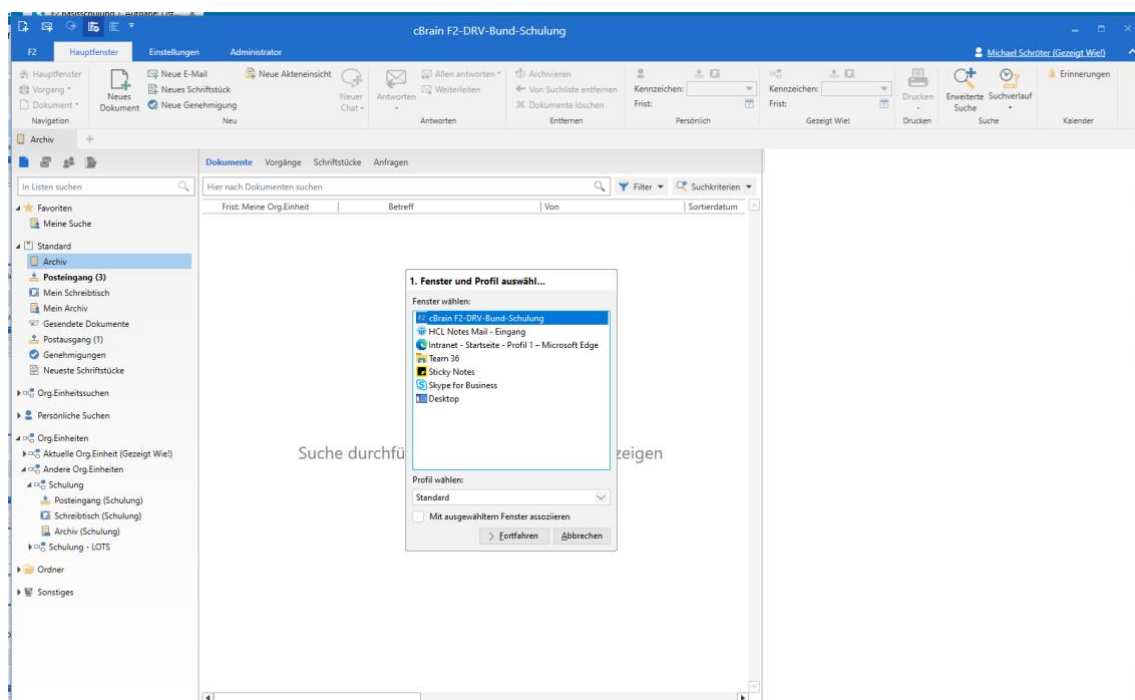 cBrain F2-DRV-Bund-Schulung
F2 Hauptfenster Einstellungen Administrator Michael Schröter (Gezeigt Wie!)
Hauptfenster
Vorgang
Dokument
Navigation
Neues Dokument
Neue E-Mail
Neues Schriftstück
Neue Genehmigung
Neue Akteneinsicht
Neu
Neuer Chat
Antworten
Allen antworten
Weiterleiten
Antworten
Archivieren
Von Suchliste entfernen
Dokumente löschen
Entfernen
Kennzeichen:
Frist:
Persönlich
Kennzeichen:
Frist:
Gezeigt Wie!
Drucken
Drucken
Erweiterte Suche
Suchverlauf
Suche
Erinnerungen
Kalender
Archiv
In Listen suchen
Favoriten
Meine Suche
Standard
Archiv
Posteingang (3)
Mein Schreibtisch
Mein Archiv
Gesendete Dokumente
Postausgang (1)
Genehmigungen
Neueste Schriftstücke
Org.Einheitssuchen
Persönliche Suchen
Org.Einheiten
Aktuelle Org.Einheit (Gezeigt Wie!)
Andere Org.Einheiten
Schulung
Posteingang (Schulung)
Schreibtisch (Schulung)
Archiv (Schulung)
Schulung - LOTS
Ordner
Sonstiges
Dokumente Vorgänge Schriftstücke Anfragen
Hier nach Dokumenten suchen Filter Suchkriterien
Frist: Meine Org.Einheit Betreff Von Sortierdatum
Suche durchfü zeigen
1. Fenster und Profil auswähl...
Fenster wählen:
F2 cBrain F2-DRV-Bund-Schulung
HCL Notes Mail - Eingang
Intranet - Startseite - Profil 1 – Microsoft Edge
Team 36
Sticky Notes
Skype for Business
Desktop
Profil wählen:
Standard
Mit ausgewähltem Fenster assoziieren
> Fortfahren Abbrechen